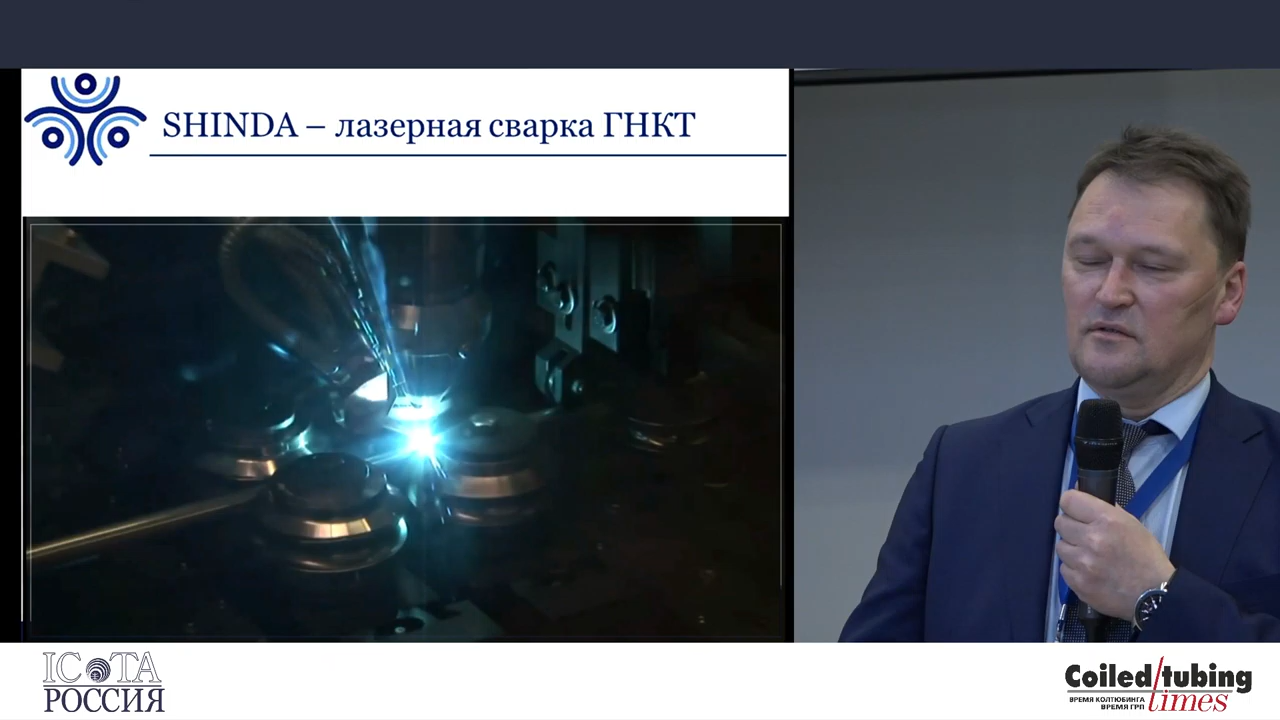 SHINDA – лазерная сварка ГНКТ
ICoTA
РОССИЯ
Coiled tubing
times
ВРЕМЯ КОЛТЮБИНГА
ВРЕМЯ ГРП